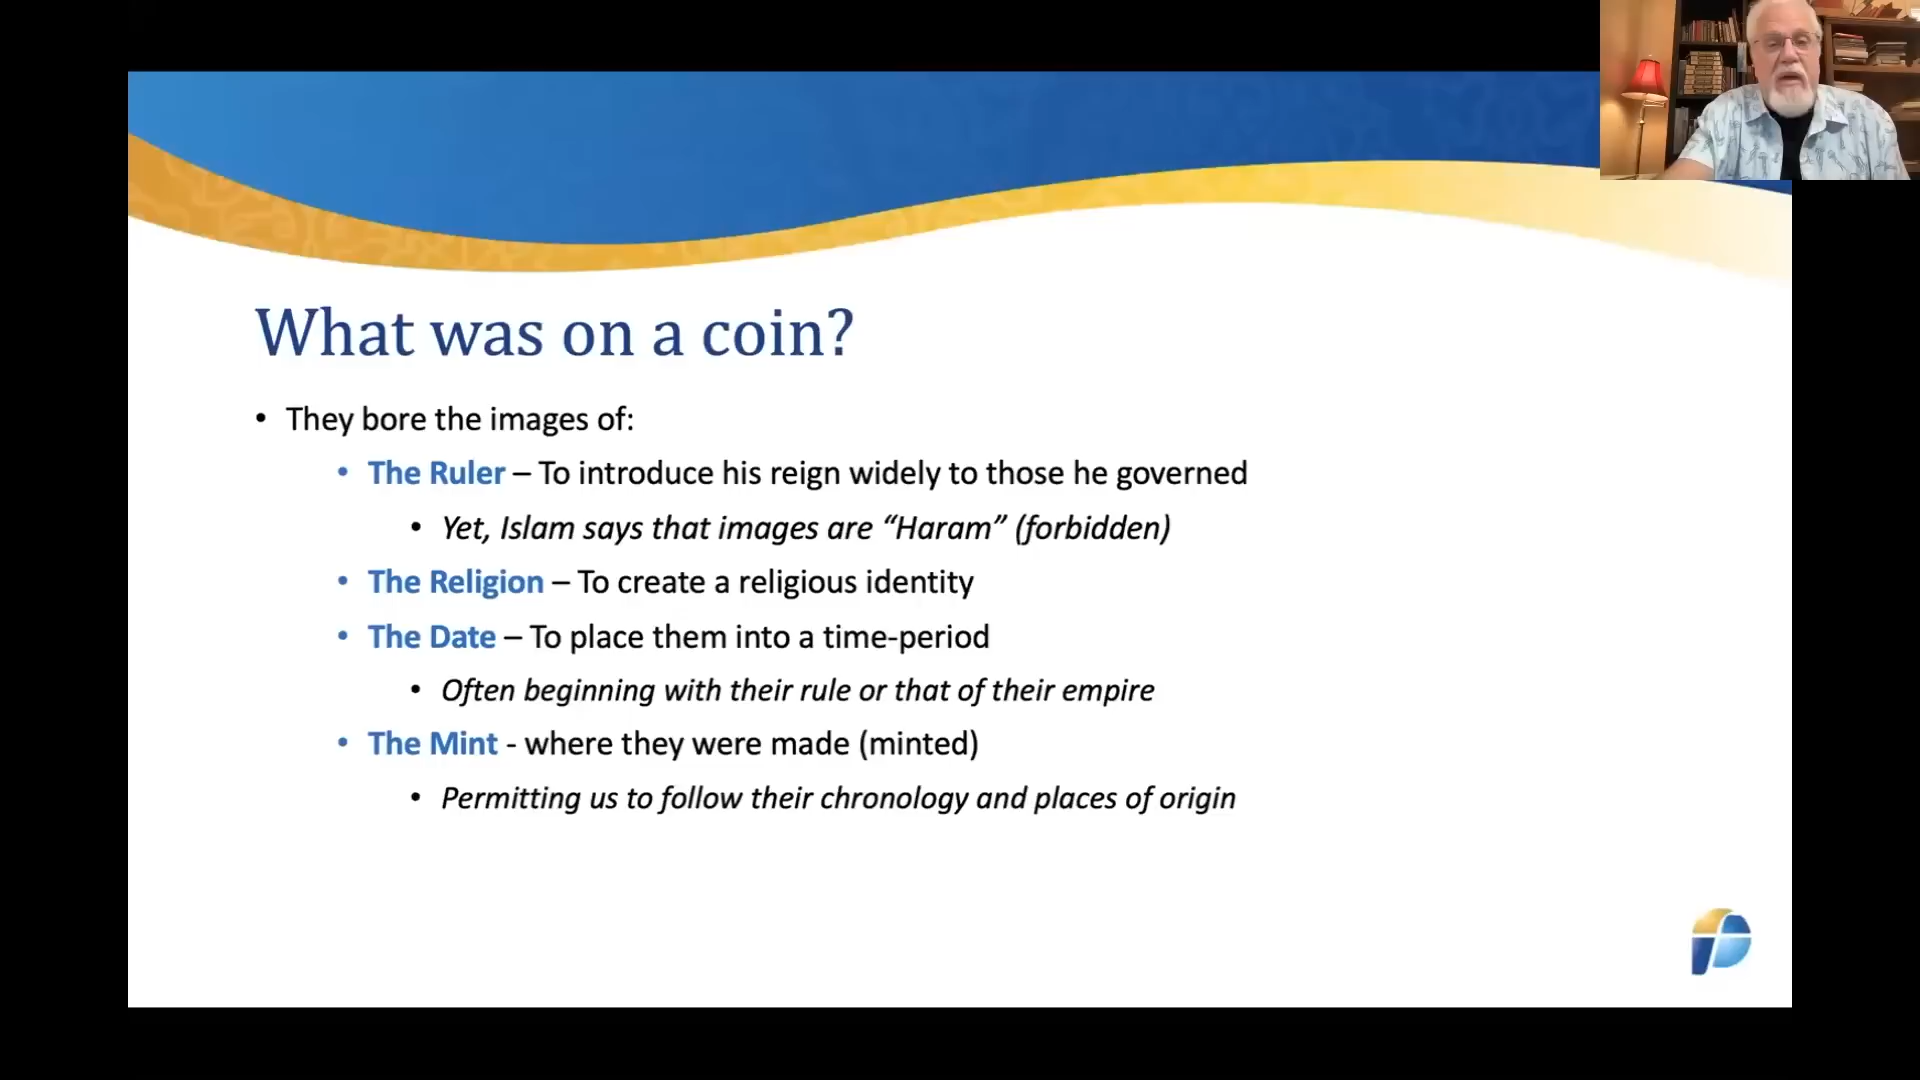 What was on a coin?
• They bore the images of:
• The Ruler – To introduce his reign widely to those he governed
• Yet, Islam says that images are “Haram” (forbidden)
• The Religion – To create a religious identity
• The Date – To place them into a time-period
• Often beginning with their rule or that of their empire
• The Mint - where they were made (minted)
• Permitting us to follow their chronology and places of origin